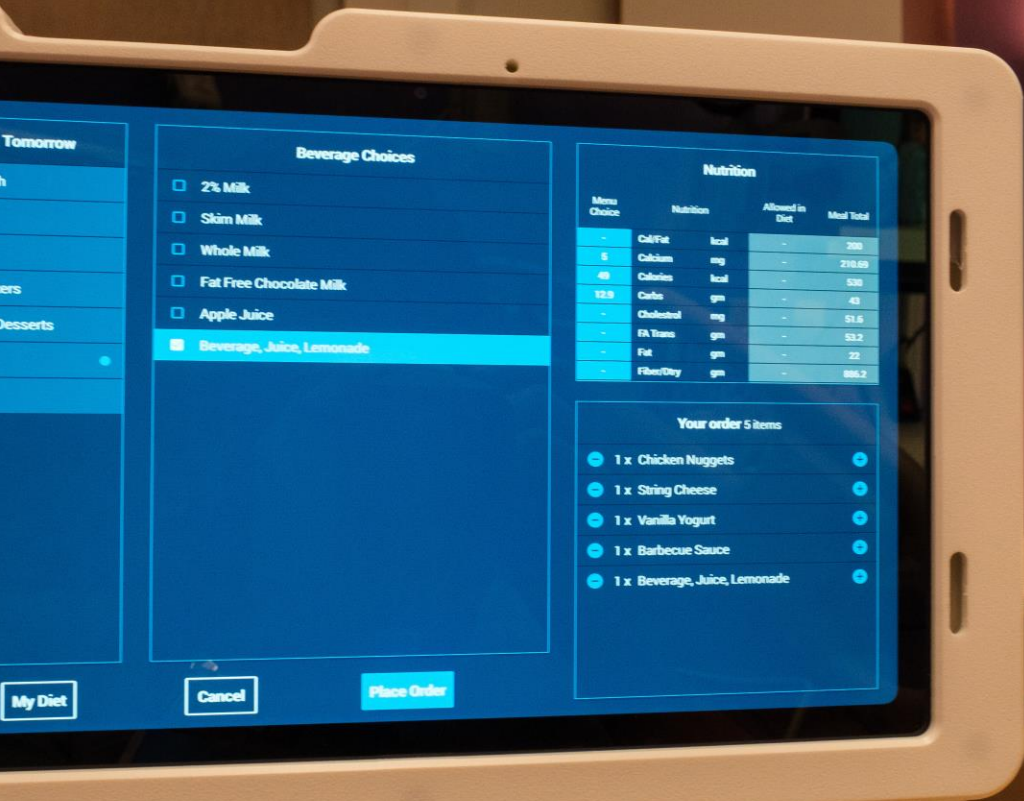 Tomorrow
h
ers
Desserts
Beverage Choices
2% Milk
Skim Milk
Whole Milk
Fat Free Chocolate Milk
Apple Juice
Beverage, Juice, Lemonade
Nutrition
Menu Choice Nutrition Allowed in Diet Meal Total
- Cal/Fat kcal - 200
5 Calcium mg - 210.69
49 Calories kcal - 530
12.9 Carbs gm - 43
- Cholestrol mg - 51.6
- FA Trans gm - 53.2
- Fat gm - 22
- Fiber/Dtry gm - 886.2
Your order 5 items
1 x Chicken Nuggets
1 x String Cheese
1 x Vanilla Yogurt
1 x Barbecue Sauce
1 x Beverage, Juice, Lemonade
My Diet
Cancel
Place Order